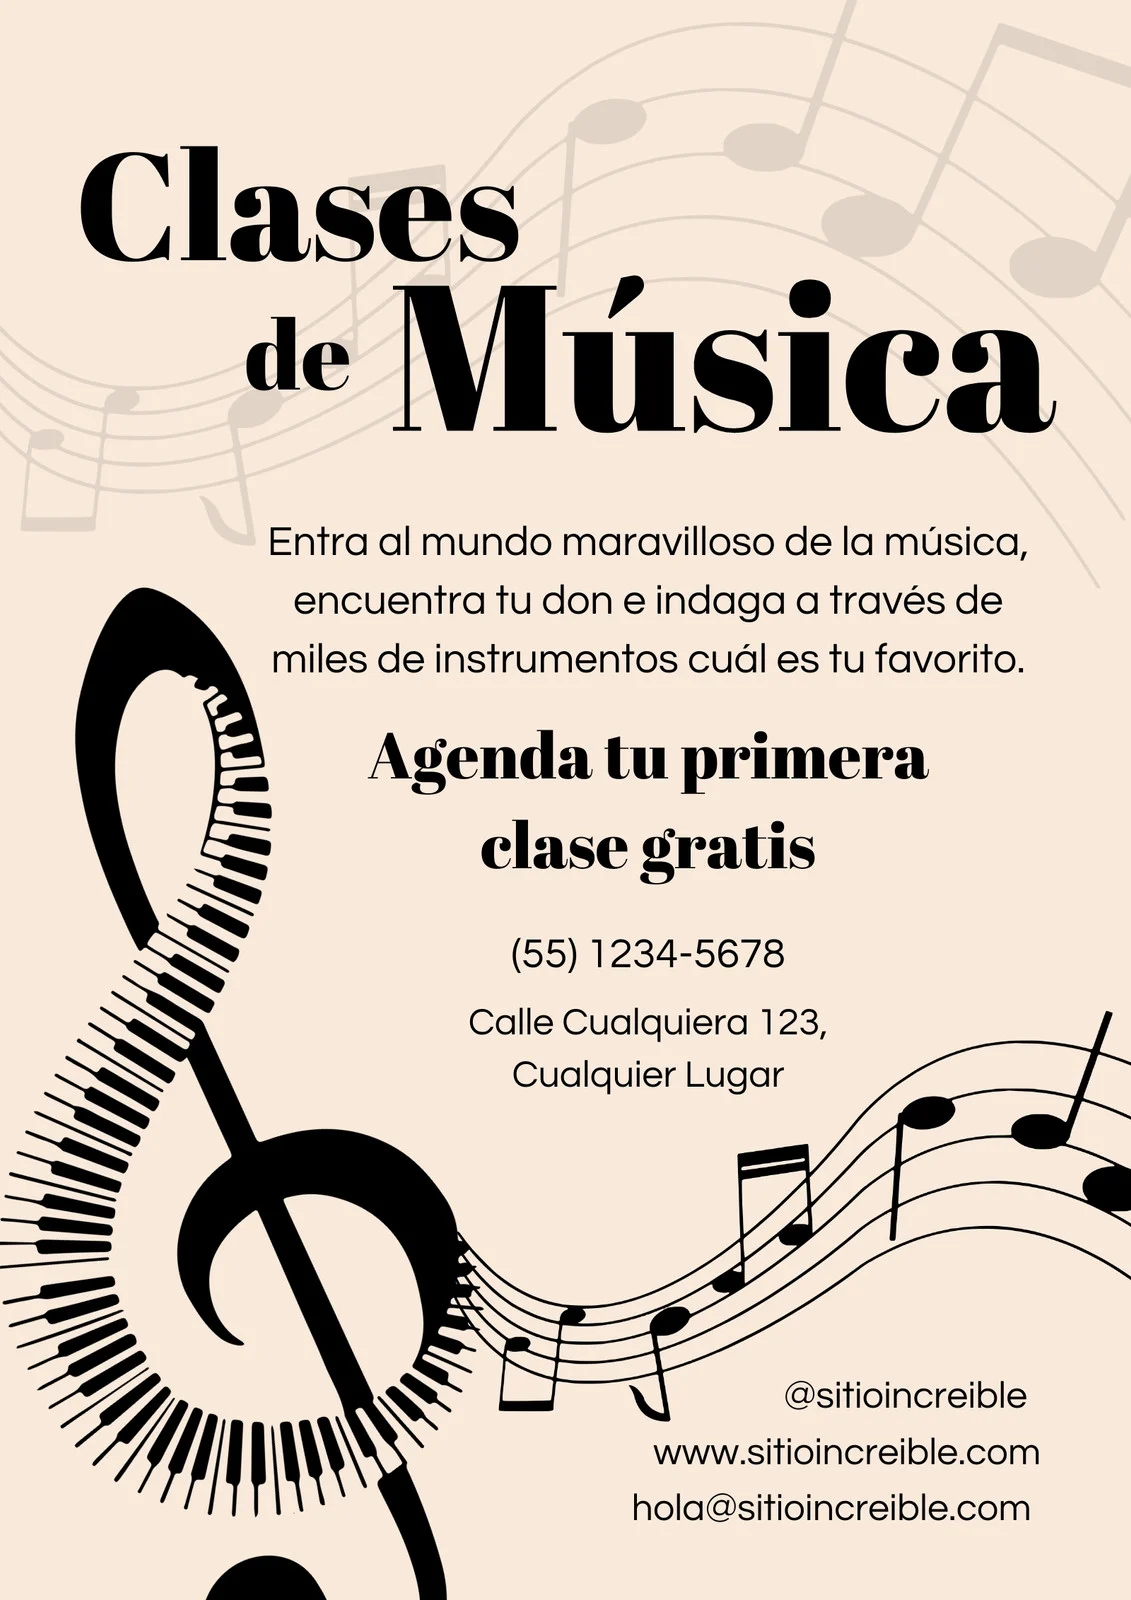 Clases
de Música
Entra al mundo maravilloso de la música,
encuentra tu don e indaga a través de
miles de instrumentos cuál es tu favorito.
Agenda tu primera
clase gratis
(55) 1234-5678
Calle Cualquiera 123,
Cualquier Lugar
@sitioincreible
www.sitioincreible.com
hola@sitioincreible.com